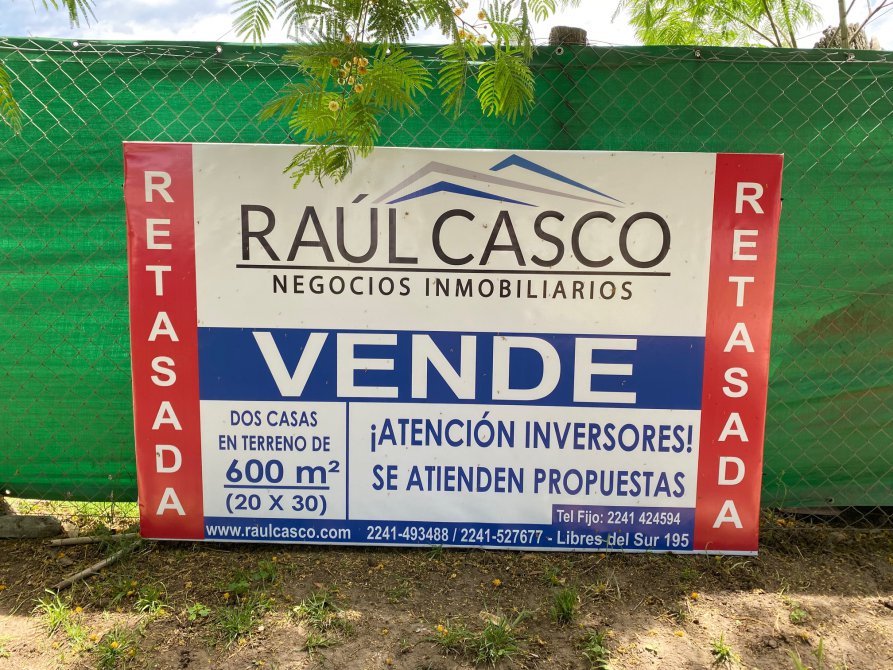 RETASADA
RAÚL CASCO
NEGOCIOS INMOBILIARIOS
VENDE
DOS CASAS
EN TERRENO DE
600 m²
(20 X 30)
¡ATENCIÓN INVERSORES!
SE ATIENDEN PROPUESTAS
Tel Fijo: 2241 424594
www.raulcasco.com 2241-493488 / 2241-527677 - Libres del Sur 195
RETASADA